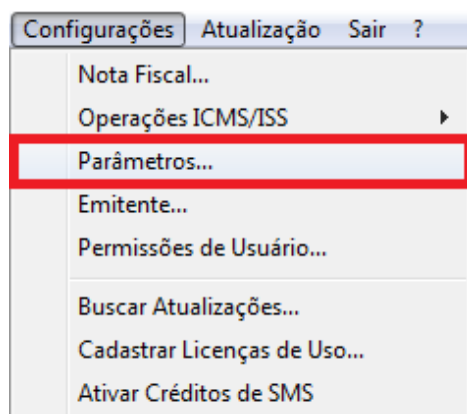 Configurações Atualização Sair ?
Nota Fiscal...
Operações ICMS/ISS
Parâmetros...
Emitente...
Permissões de Usuário...
Buscar Atualizações...
Cadastrar Licenças de Uso...
Ativar Créditos de SMS